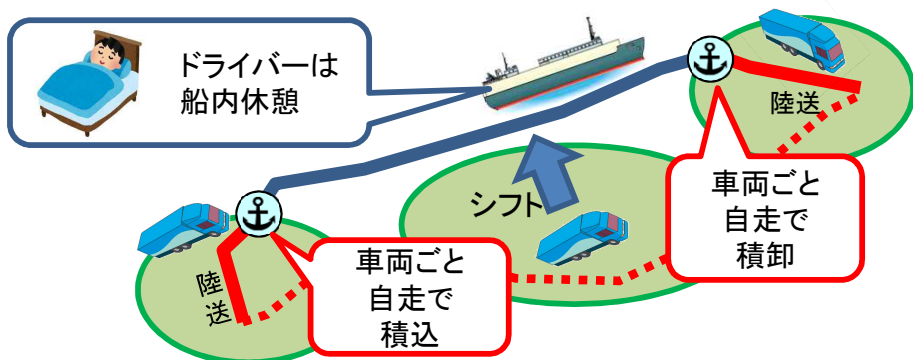 ドライバーは
船内休憩
陸送
シフト
車両ごと
自走で
積卸
車両ごと
自走で
積込
陸
送